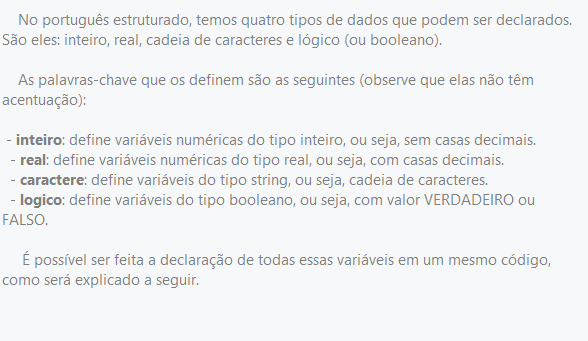 No português estruturado, temos quatro tipos de dados que podem ser declarados.
São eles: inteiro, real, cadeia de caracteres e lógico (ou booleano).
As palavras-chave que os definem são as seguintes (observe que elas não têm
acentuação):
- inteiro: define variáveis numéricas do tipo inteiro, ou seja, sem casas decimais.
- real: define variáveis numéricas do tipo real, ou seja, com casas decimais.
- caractere: define variáveis do tipo string, ou seja, cadeia de caracteres.
- logico: define variáveis do tipo booleano, ou seja, com valor VERDADEIRO ou
FALSO.
É possível ser feita a declaração de todas essas variáveis em um mesmo código,
como será explicado a seguir.